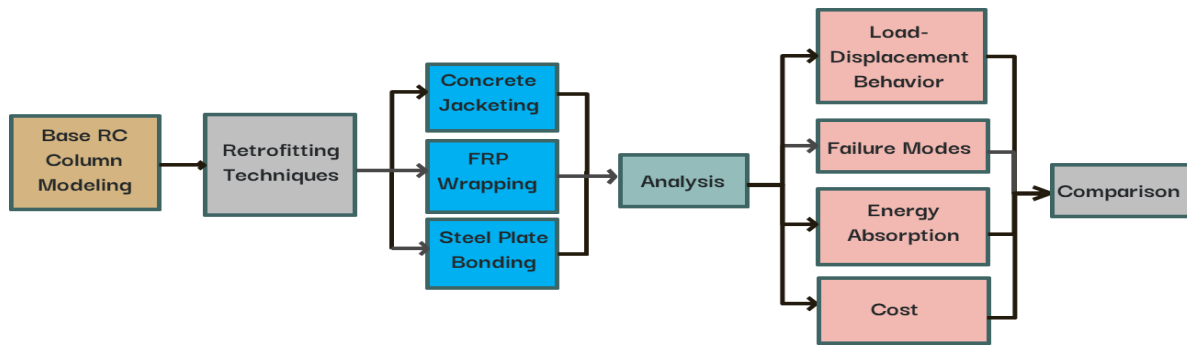 Base RC
Column
Modeling
Retrofitting
Techniques
Concrete
Jacketing
FRP
Wrapping
Steel Plate
Bonding
Analysis
Load-
Displacement
Behavior
Failure Modes
Energy
Absorption
Cost
Comparison